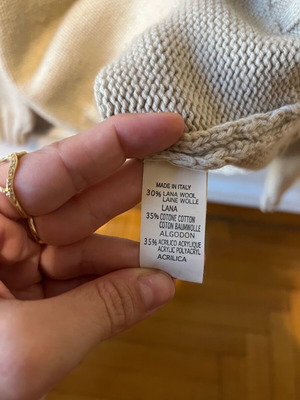 MADE IN ITALY
30% LANA WOOL
LAINE WOLLE
LANA
35% COTONE COTTON
COTON BAUMWOLLE
ALGODON
35% ACRILICO ACRYLIQUE
ACRYLIC POLYACRYL
ACRILICA